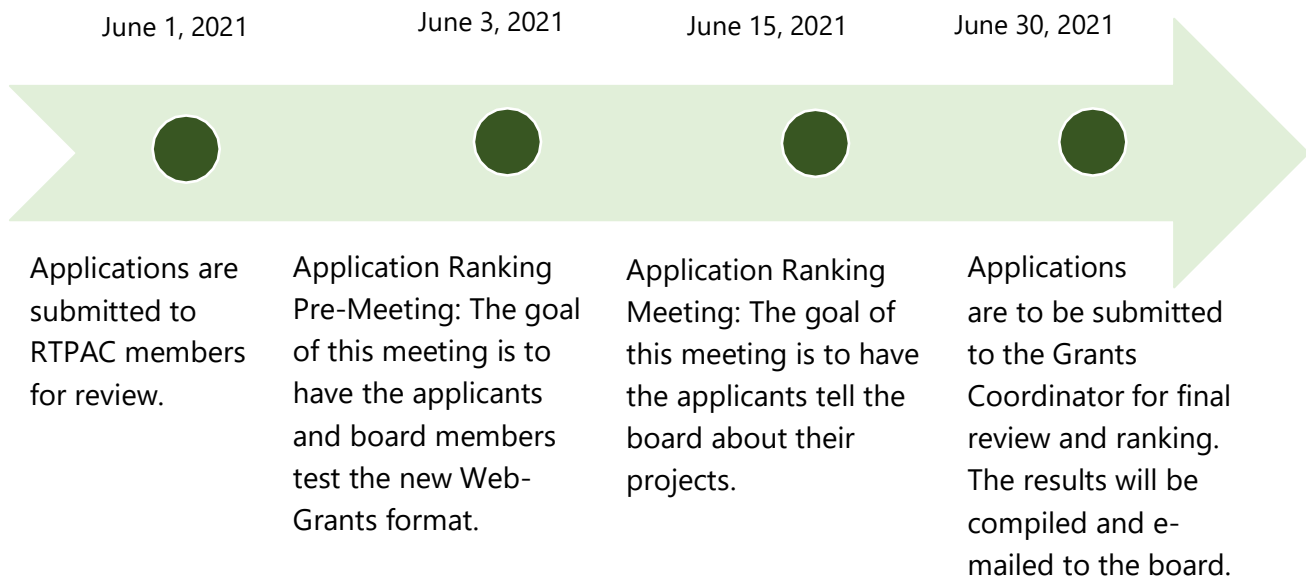 June 1, 2021
June 3, 2021
June 15, 2021
June 30, 2021
Applications are
submitted to
RTPAC members
for review.
Application Ranking
Pre-Meeting: The goal
of this meeting is to
have the applicants
and board members
test the new Web-
Grants format.
Application Ranking
Meeting: The goal of
this meeting is to have
the applicants tell the
board about their
projects.
Applications
are to be submitted
to the Grants
Coordinator for final
review and ranking.
The results will be
compiled and e-
mailed to the board.